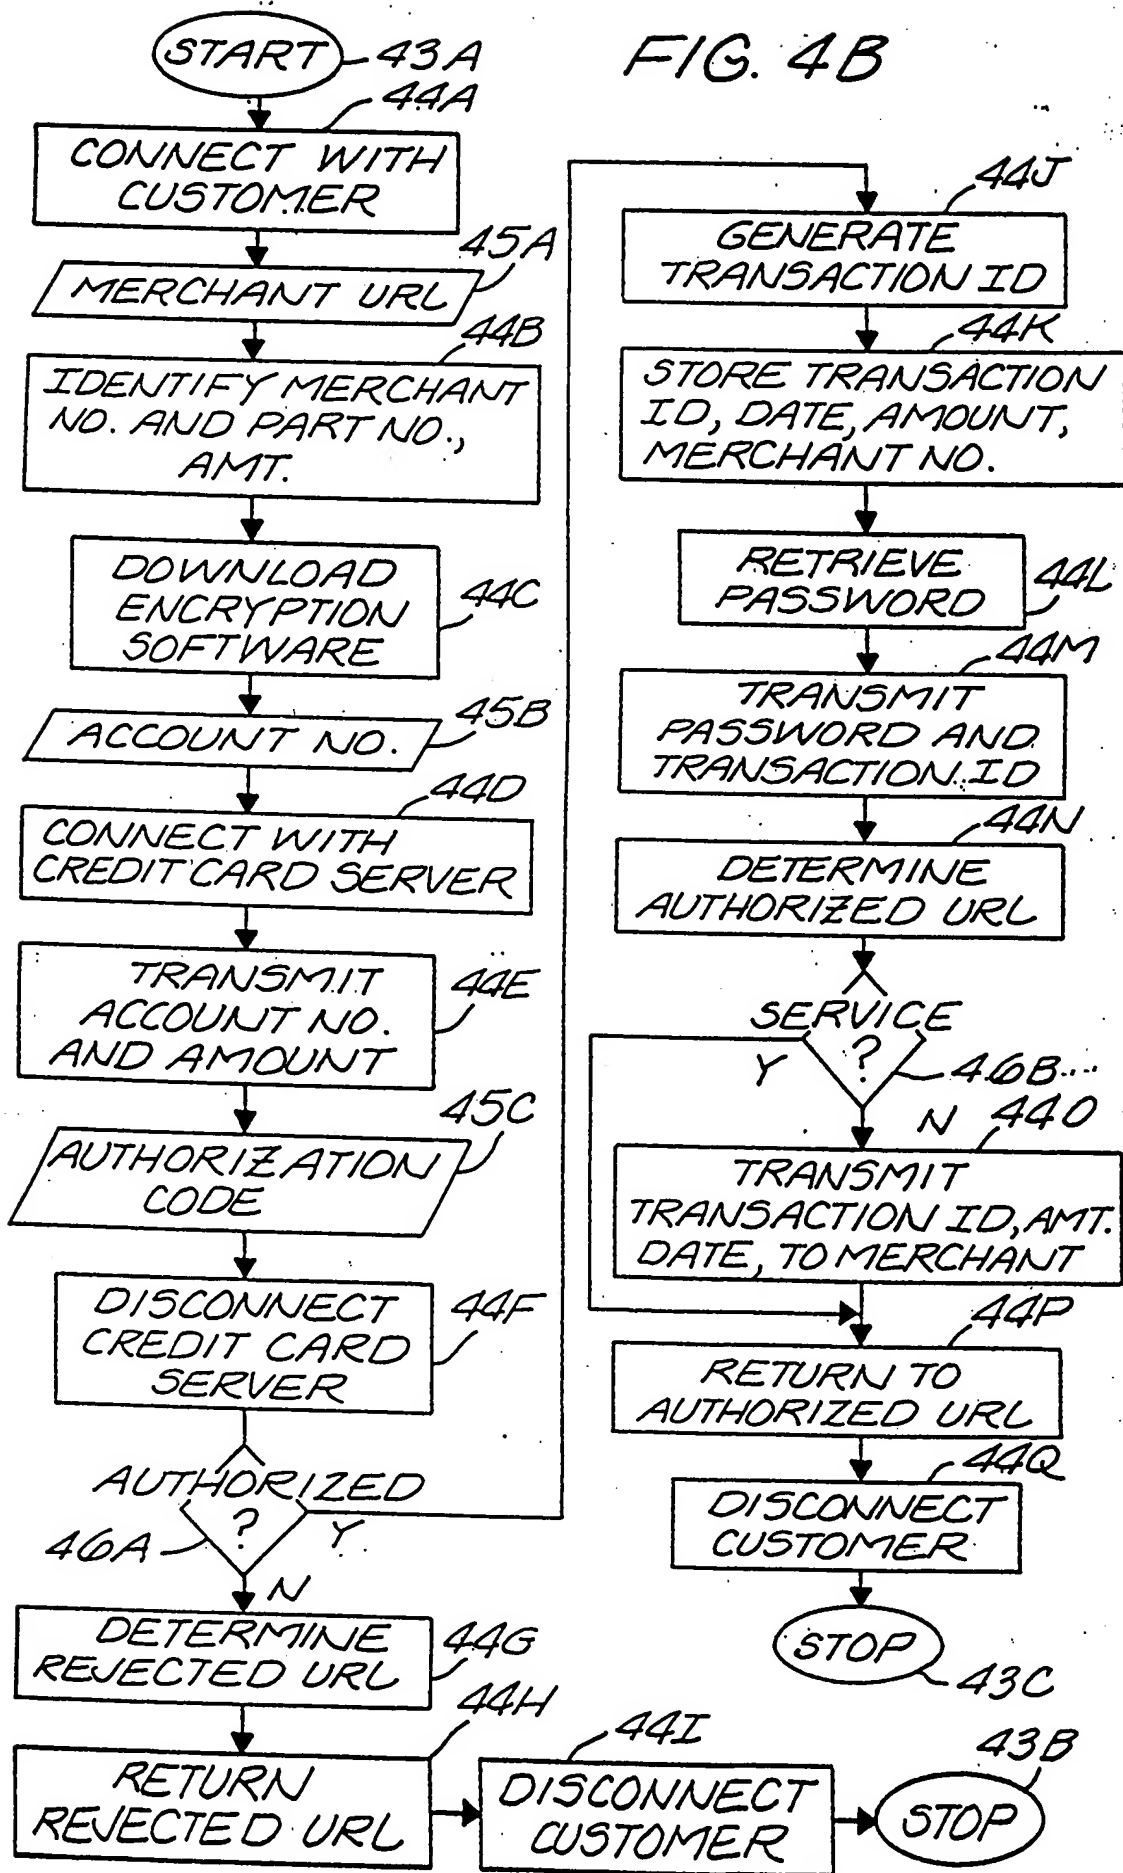 FIG. 4B
START
43A
44A
CONNECT WITH
CUSTOMER
45A
MERCHANT URL
44B
IDENTIFY MERCHANT
NO. AND PART NO.,
AMT.
DOWNLOAD
ENCRYPTION
SOFTWARE
44C
45B
ACCOUNT NO.
44D
CONNECT WITH
CREDIT CARD SERVER
TRANSMIT
ACCOUNT NO.
AND AMOUNT
44E
45C
AUTHORIZATION
CODE
DISCONNECT
CREDIT CARD
SERVER
44F
AUTHORIZED
?
46A
Y
N
DETERMINE
REJECTED URL
44G
44H
RETURN
REJECTED URL
44I
DISCONNECT
CUSTOMER
43B
STOP
44J
GENERATE
TRANSACTION ID
44K
STORE TRANSACTION
ID, DATE, AMOUNT,
MERCHANT NO.
RETRIEVE
PASSWORD
44L
44M
TRANSMIT
PASSWORD AND
TRANSACTION ID
44N
DETERMINE
AUTHORIZED URL
SERVICE
?
Y
46B
N
44O
TRANSMIT
TRANSACTION ID, AMT.
DATE, TO MERCHANT
44P
RETURN TO
AUTHORIZED URL
44Q
DISCONNECT
CUSTOMER
STOP
43C